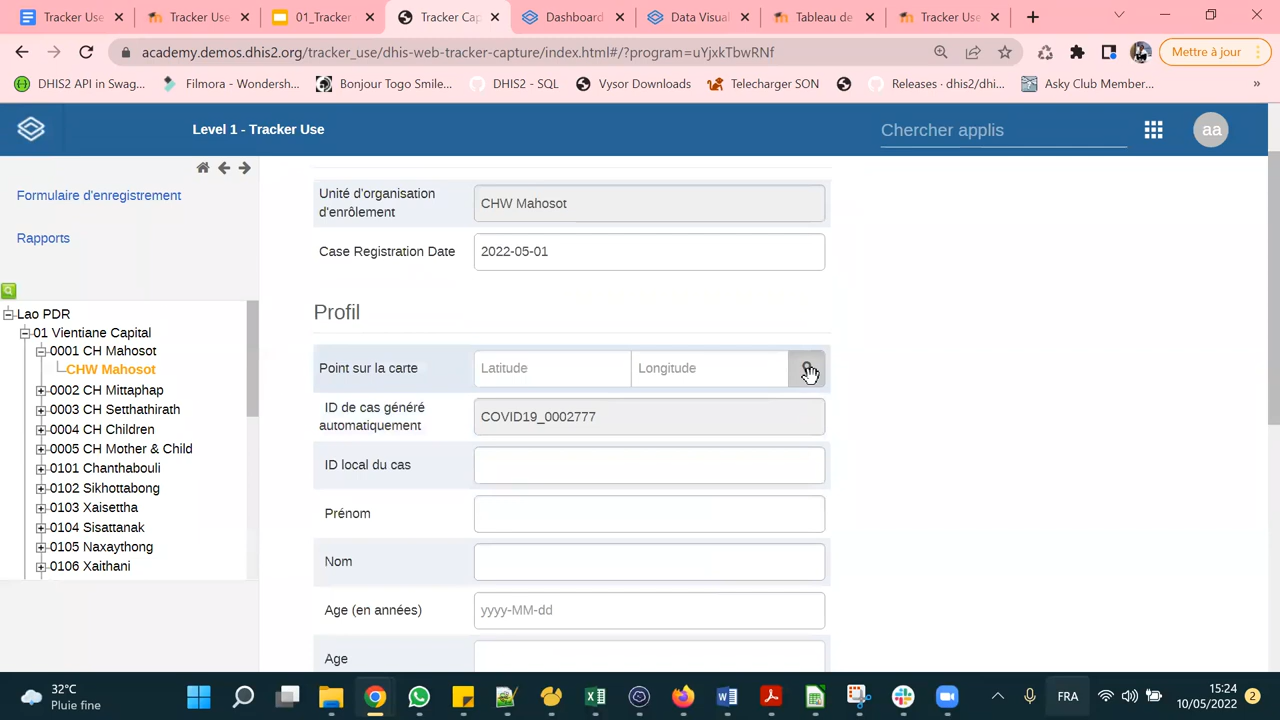 Tracker Use
Tracker Use
01_Tracker
Tracker Cap
Dashboard
Data Visual
Tableau de
Tracker Use
academy.demos.dhis2.org/tracker_use/dhis-web-tracker-capture/index.html#/?program=uYjxkTbwRNf
Mettre à jour
DHIS2 API in Swag...
Filmora - Wondersh...
Bonjour Togo Smile...
DHIS2 - SQL
Vysor Downloads
Telecharger SON
Releases · dhis2/dhi...
Asky Club Member...
»
Level 1 - Tracker Use
Chercher applis
aa
Formulaire d'enregistrement
Rapports
Lao PDR
01 Vientiane Capital
0001 CH Mahosot
CHW Mahosot
0002 CH Mittaphap
0003 CH Setthathirath
0004 CH Children
0005 CH Mother & Child
0101 Chanthabouli
0102 Sikhottabong
0103 Xaisettha
0104 Sisattanak
0105 Naxaythong
0106 Xaithani
Unité d'organisation
d'enrôlement
CHW Mahosot
Case Registration Date
2022-05-01
Profil
Point sur la carte
Latitude
Longitude
ID de cas généré
automatiquement
COVID19_0002777
ID local du cas
Prénom
Nom
Age (en années)
yyyy-MM-dd
Age
32°C
Pluie fine
FRA
15:24
10/05/2022
2